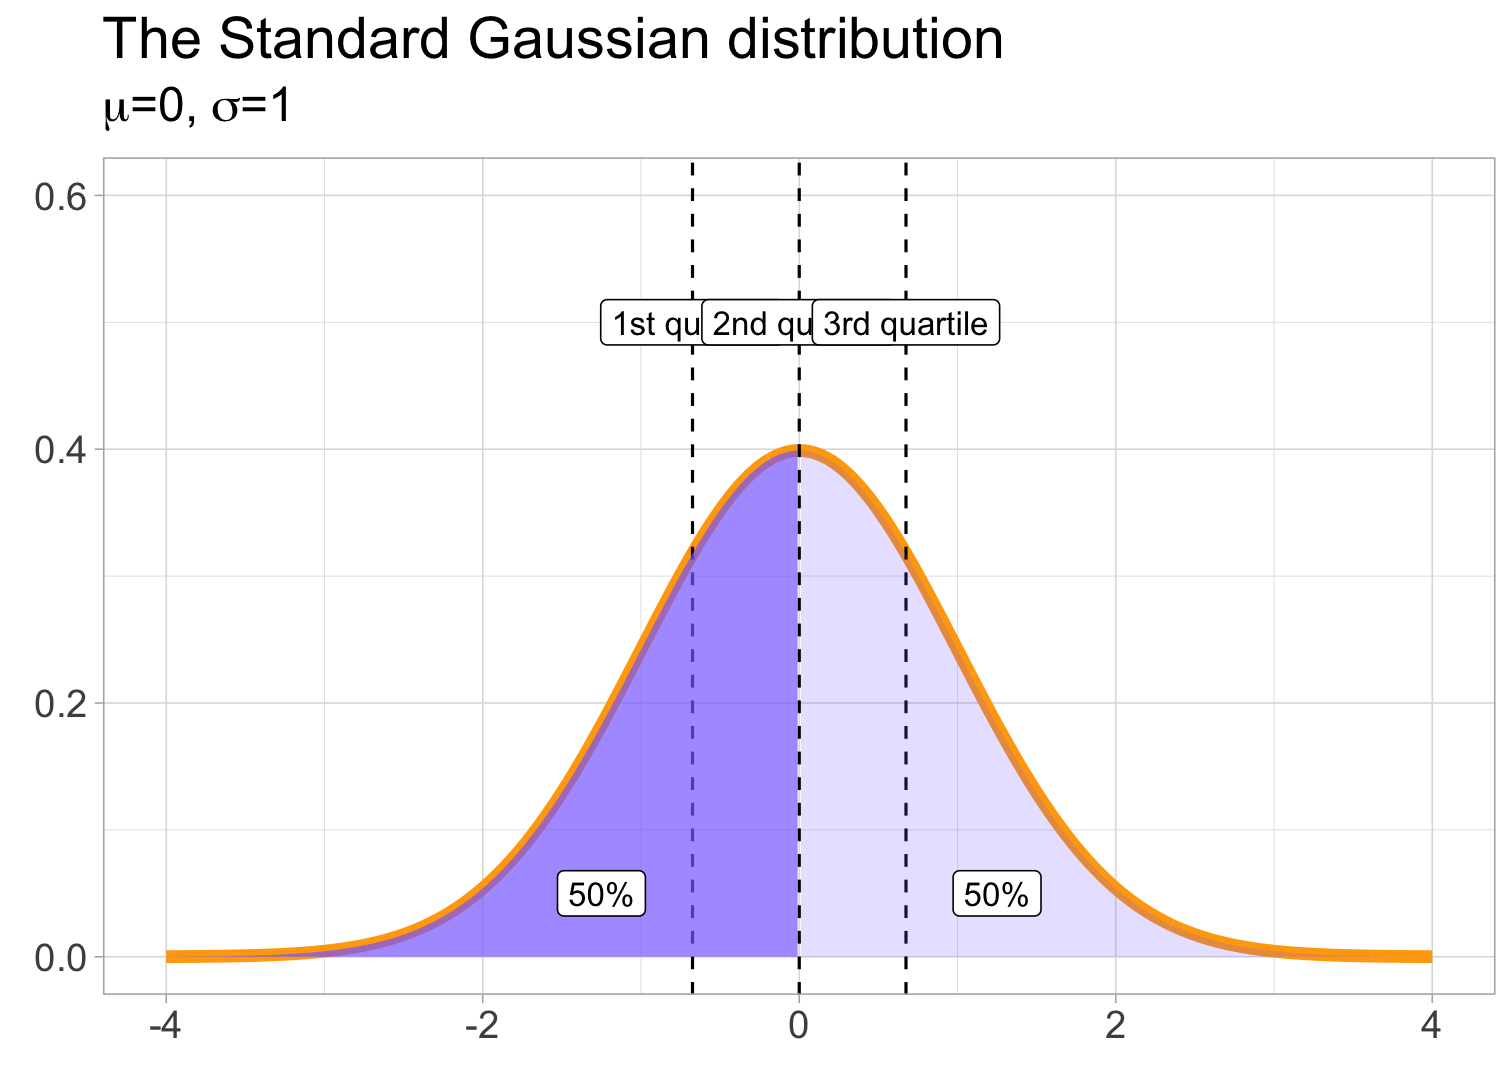 The Standard Gaussian distribution
μ=0, σ=1
0.6
1st qu
2nd qu
3rd quartile
0.4
0.2
50%
50%
0.0
-4
-2
0
2
4